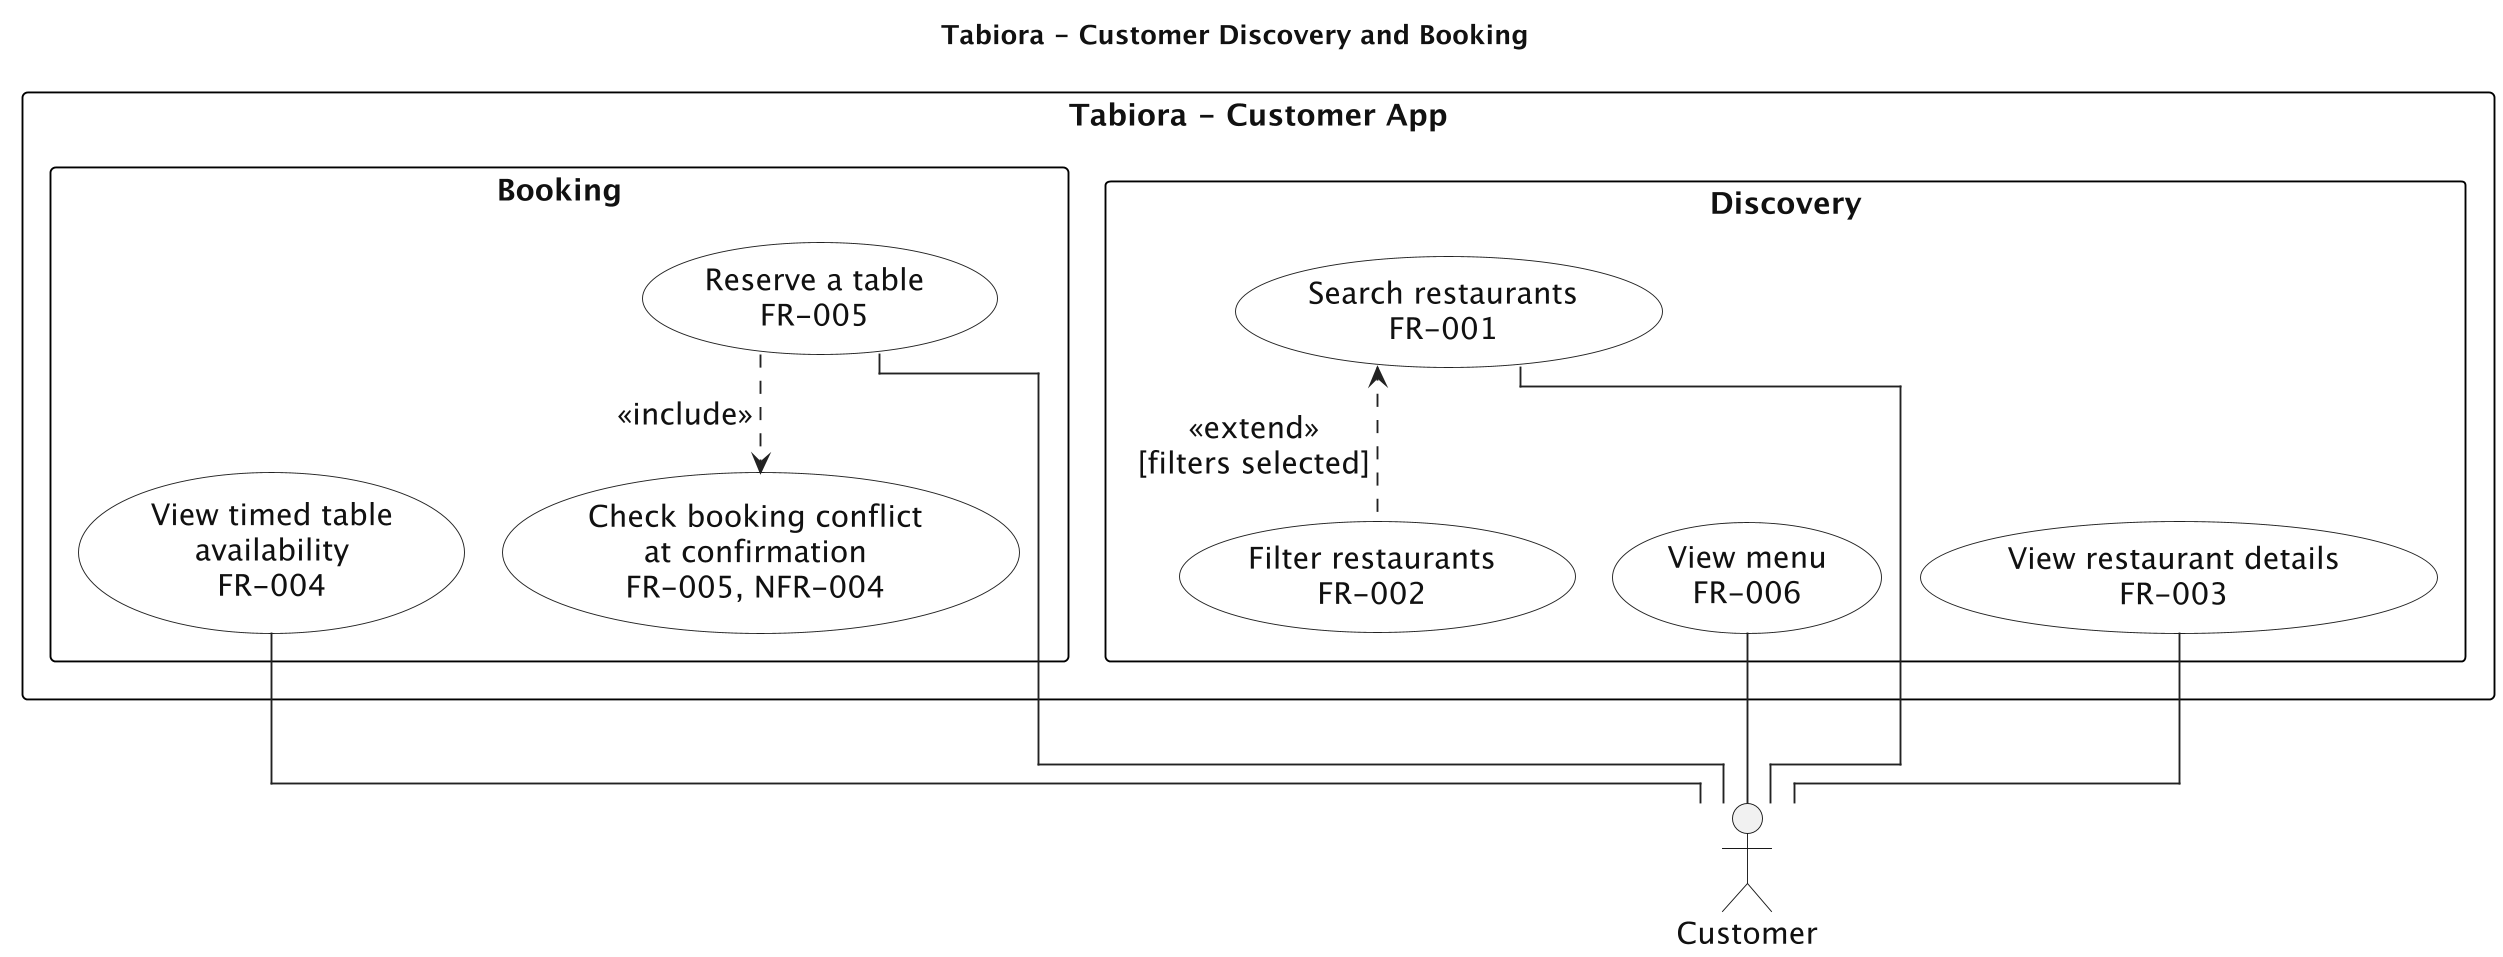 Tabiora – Customer Discovery and Booking
Tabiora – Customer App
Booking
Reserve a table
FR-005
«include»
View timed table
availability
FR-004
Check booking conflict
at confirmation
FR-005, NFR-004
Discovery
Search restaurants
FR-001
«extend»
[filters selected]
Filter restaurants
FR-002
View menu
FR-006
View restaurant details
FR-003
Customer